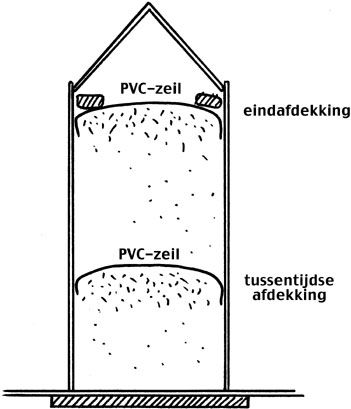 PVC-zeil
eindafdekking
PVC-zeil
tussentijdse
afdekking